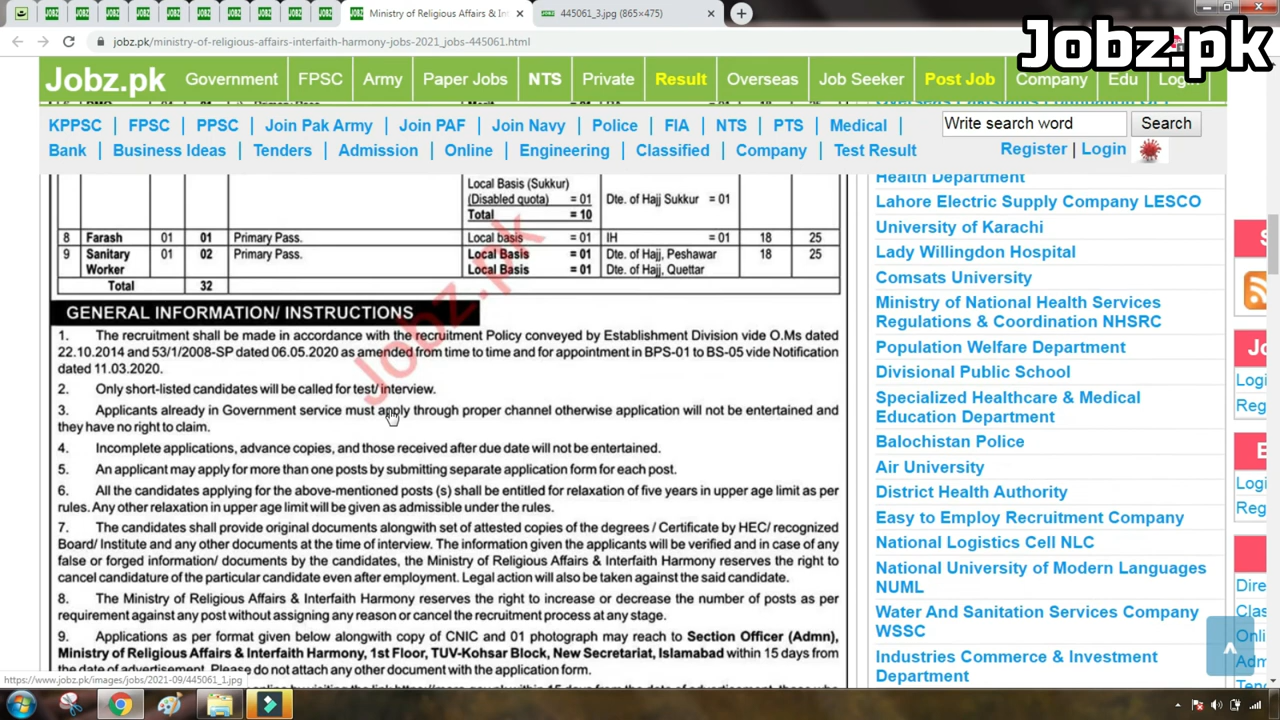 Ministry of Religious Affairs & In
445061_3.jpg (865×475)
jobz.pk/ministry-of-religious-affairs-interfaith-harmony-jobs-2021_jobs-445061.html
Jobz.pk
Jobz.pk Government FPSC Army Paper Jobs NTS Private Result Overseas Job Seeker Post Job Company Edu Login
KPPSC | FPSC | PPSC | Join Pak Army | Join PAF | Join Navy | Police | FIA | NTS | PTS | Medical |
Write search word Search
Bank | Business Ideas | Tenders | Admission | Online | Engineering | Classified | Company | Test Result
Register | Login
Local Basis (Sukkur)
(Disabled quota) = 01 Dte. of Hajj Sukkur = 01
Total = 10
8 Farash 01 01 Primary Pass. Local basis = 01 IH = 01 18 25
9 Sanitary 01 02 Primary Pass. Local Basis = 01 Dte. of Hajj, Peshawar 18 25
Worker Local Basis = 01 Dte. of Hajj, Quettar
Total 32
GENERAL INFORMATION/ INSTRUCTIONS
1. The recruitment shall be made in accordance with the recruitment Policy conveyed by Establishment Division vide O.Ms dated
22.10.2014 and 53/1/2008-SP dated 06.05.2020 as amended from time to time and for appointment in BPS-01 to BS-05 vide Notification
dated 11.03.2020.
2. Only short-listed candidates will be called for test/ interview.
3. Applicants already in Government service must apply through proper channel otherwise application will not be entertained and
they have no right to claim.
4. Incomplete applications, advance copies, and those received after due date will not be entertained.
5. An applicant may apply for more than one posts by submitting separate application form for each post.
6. All the candidates applying for the above-mentioned posts (s) shall be entitled for relaxation of five years in upper age limit as per
rules. Any other relaxation in upper age limit will be given as admissible under the rules.
7. The candidates shall provide original documents alongwith set of attested copies of the degrees / Certificate by HEC/ recognized
Board/ Institute and any other documents at the time of interview. The information given the applicants will be verified and in case of any
false or forged information/ documents by the candidates, the Ministry of Religious Affairs & Interfaith Harmony reserves the right to
cancel candidature of the particular candidate even after employment. Legal action will also be taken against the said candidate.
8. The Ministry of Religious Affairs & Interfaith Harmony reserves the right to increase or decrease the number of posts as per
requirement against any post without assigning any reason or cancel the recruitment process at any stage.
9. Applications as per format given below alongwith copy of CNIC and 01 photograph may reach to Section Officer (Admn),
Ministry of Religious Affairs & Interfaith Harmony, 1st Floor, TUV-Kohsar Block, New Secretariat, Islamabad within 15 days from
the date of advertisement. Please do not attach any other document with the application form.
Jobz.pk
Health Department
Lahore Electric Supply Company LESCO
University of Karachi
Lady Willingdon Hospital
Comsats University
Ministry of National Health Services
Regulations & Coordination NHSRC
Population Welfare Department
Divisional Public School
Specialized Healthcare & Medical
Education Department
Balochistan Police
Air University
District Health Authority
Easy to Employ Recruitment Company
National Logistics Cell NLC
National University of Modern Languages
NUML
Water And Sanitation Services Company
WSSC
Industries Commerce & Investment
Department
https://www.jobz.pk/images/jobs/2021-09/445061_1.jpg